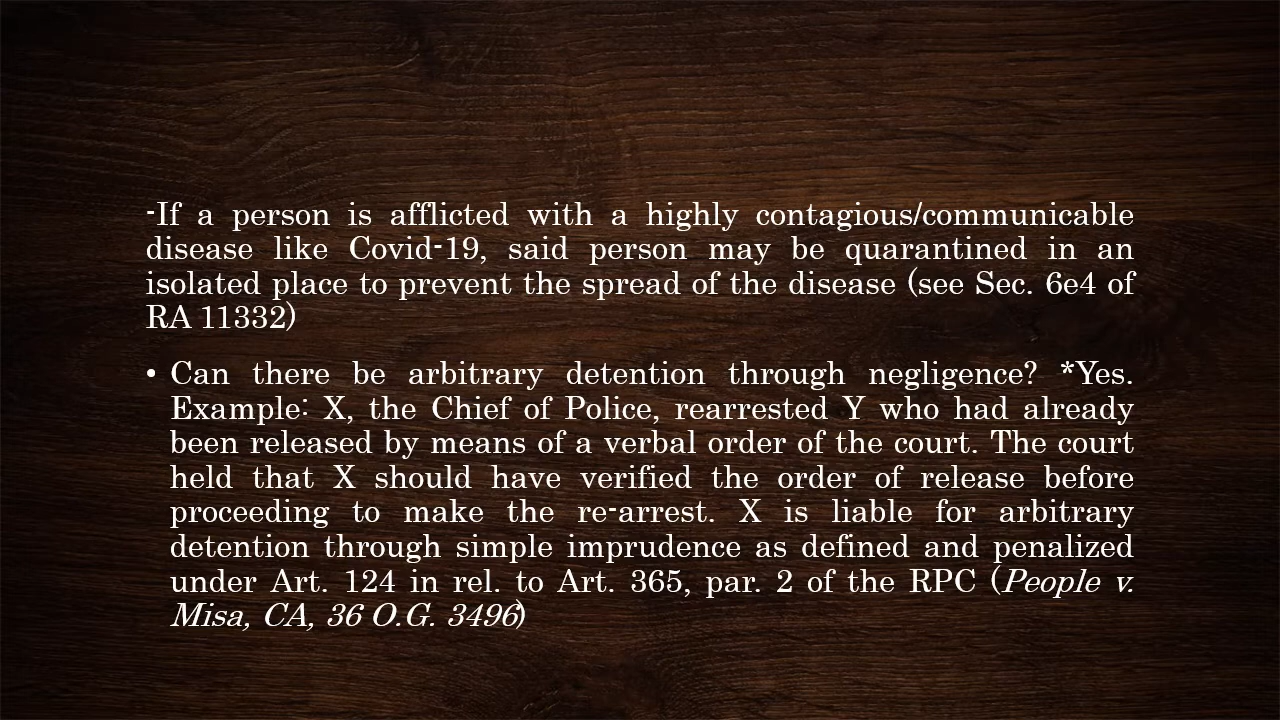 -If a person is afflicted with a highly contagious/communicable
disease like Covid-19, said person may be quarantined in an
isolated place to prevent the spread of the disease (see Sec. 6e4 of
RA 11332)
• Can there be arbitrary detention through negligence? *Yes.
Example: X, the Chief of Police, rearrested Y who had already
been released by means of a verbal order of the court. The court
held that X should have verified the order of release before
proceeding to make the re-arrest. X is liable for arbitrary
detention through simple imprudence as defined and penalized
under Art. 124 in rel. to Art. 365, par. 2 of the RPC (People v.
Misa, CA, 36 O.G. 3496)